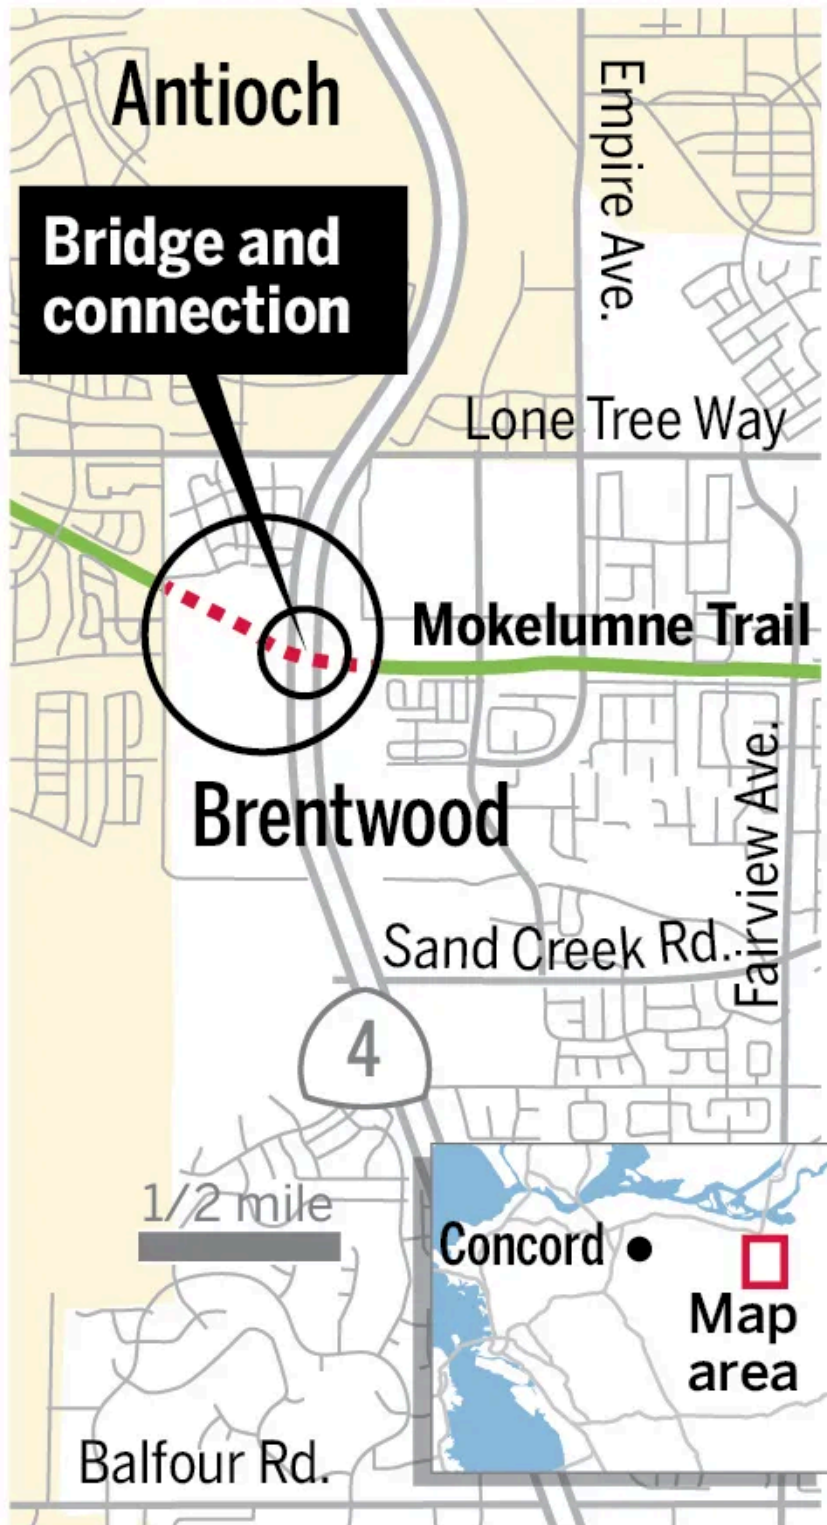 Antioch
Empire Ave.
Bridge and
connection
Lone Tree Way
Mokelumne Trail
Brentwood
Fairview Ave.
Sand Creek Rd.
4
1/2 mile
Concord
Map
area
Balfour Rd.